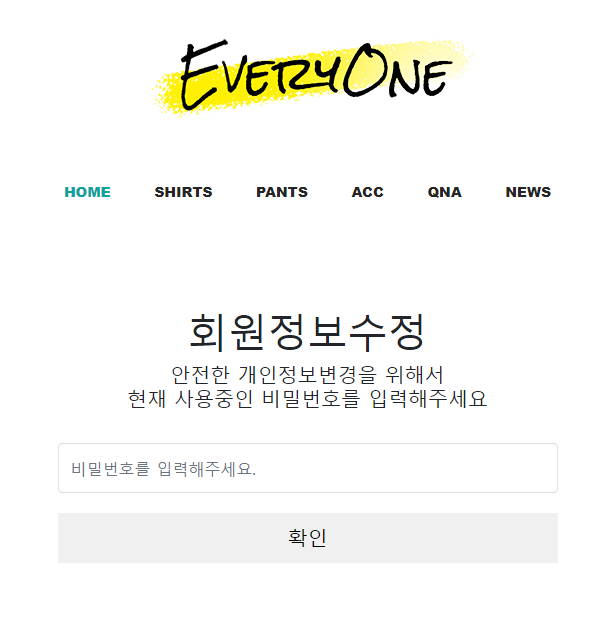 EVERYONE
HOME SHIRTS PANTS ACC QNA NEWS
회원정보수정
안전한 개인정보변경을 위해서
현재 사용중인 비밀번호를 입력해주세요
비밀번호를 입력해주세요.
확인